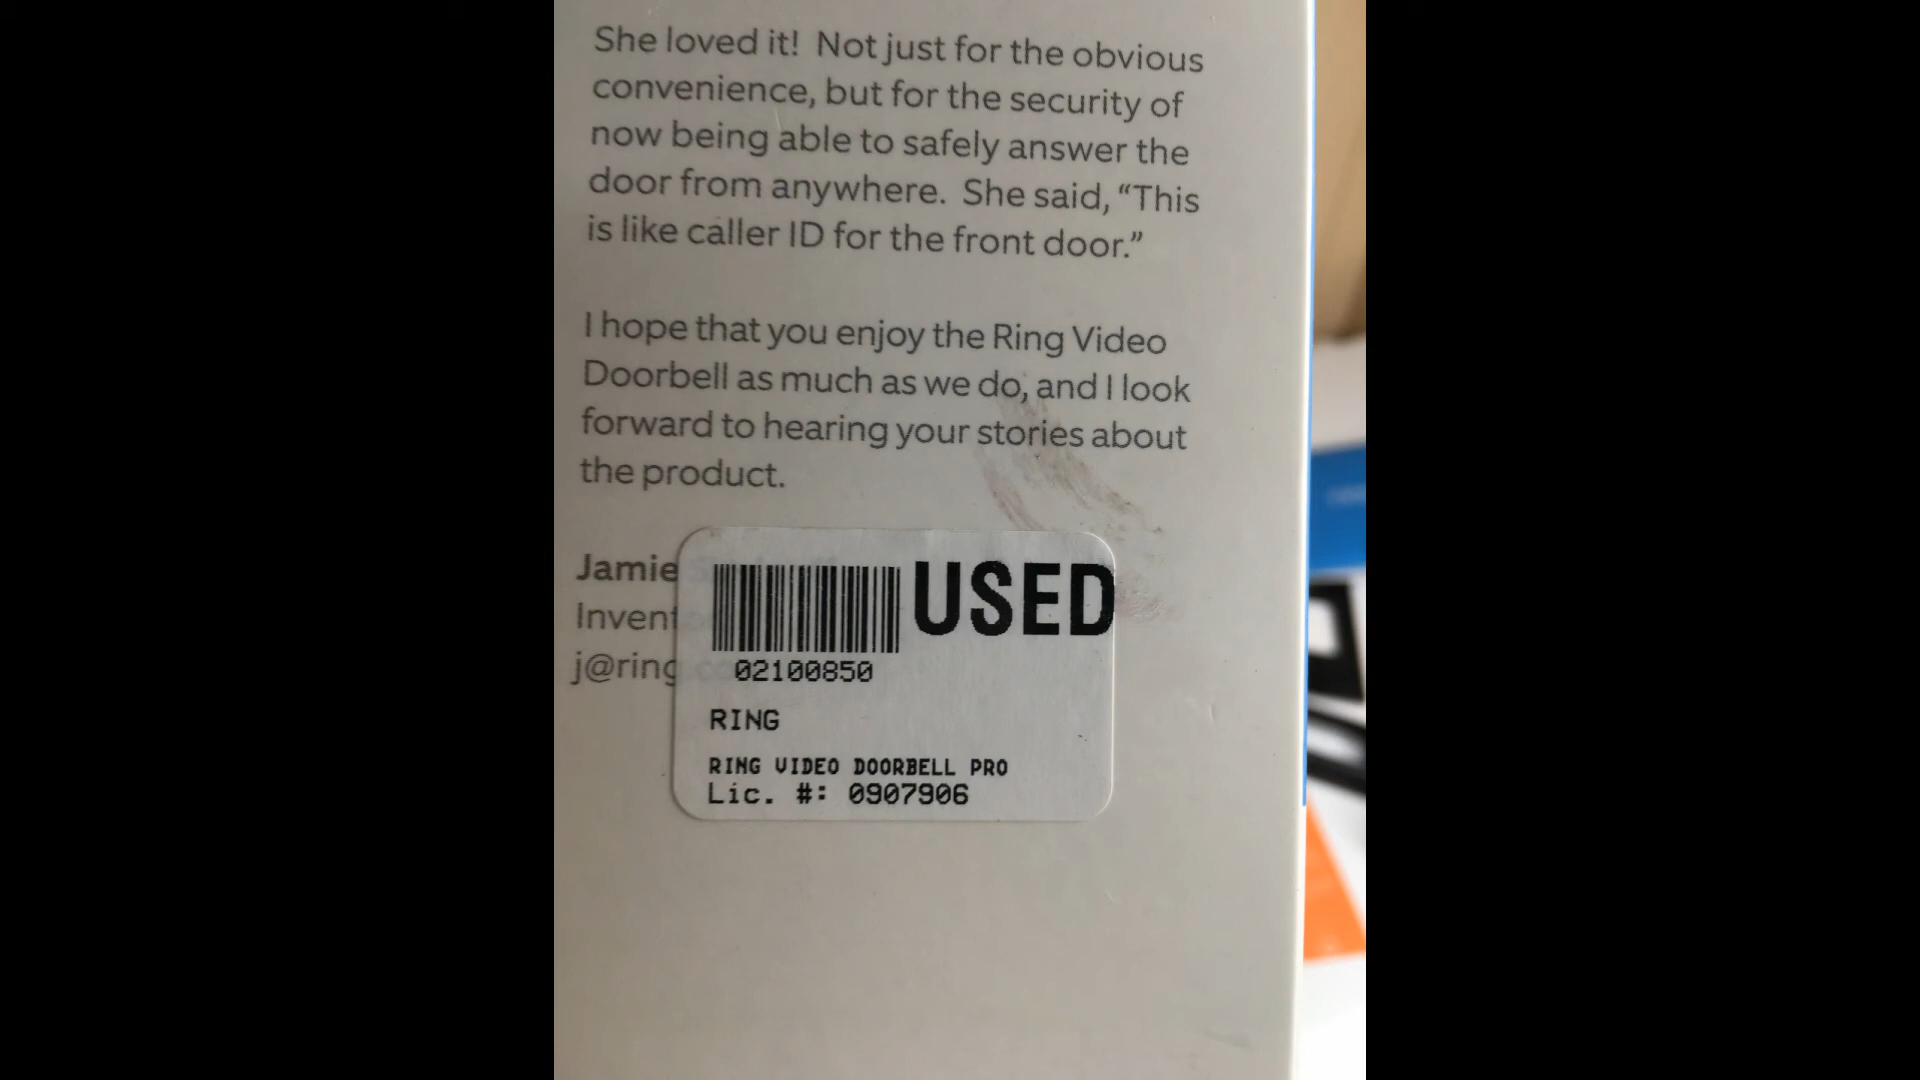 She loved it! Not just for the obvious
convenience, but for the security of
now being able to safely answer the
door from anywhere. She said, “This
is like caller ID for the front door.”
I hope that you enjoy the Ring Video
Doorbell as much as we do, and I look
forward to hearing your stories about
the product.
Jamie
Invent
j@ring
USED
02100850
RING
RING VIDEO DOORBELL PRO
Lic. #: 0907906